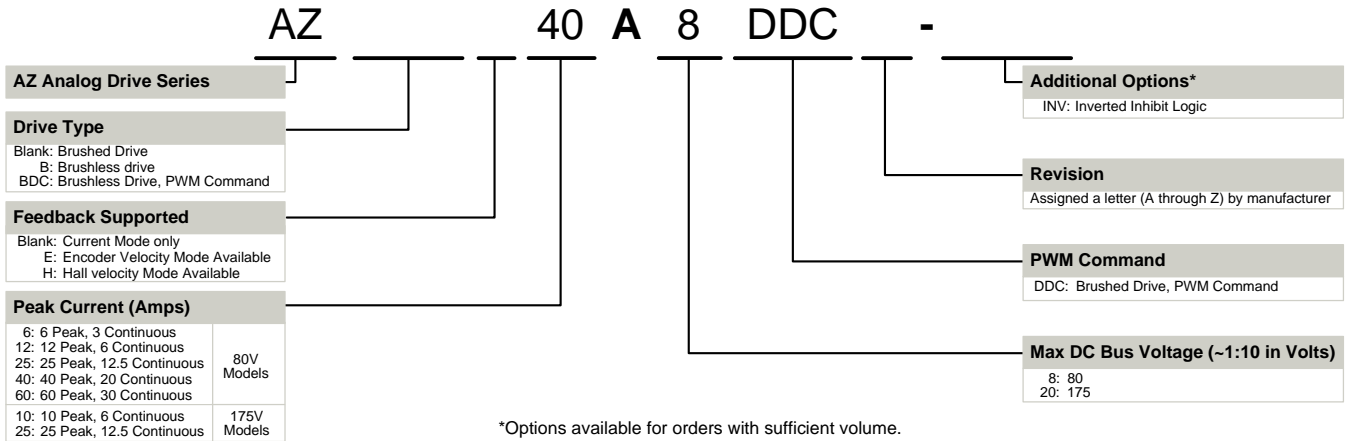 AZ 40 A 8 DDC -
AZ Analog Drive Series
Drive Type
Blank: Brushed Drive
B: Brushless drive
BDC: Brushless Drive, PWM Command
Feedback Supported
Blank: Current Mode only
E: Encoder Velocity Mode Available
H: Hall velocity Mode Available
Peak Current (Amps)
6: 6 Peak, 3 Continuous
12: 12 Peak, 6 Continuous
25: 25 Peak, 12.5 Continuous
40: 40 Peak, 20 Continuous
60: 60 Peak, 30 Continuous
80V
Models
10: 10 Peak, 6 Continuous
25: 25 Peak, 12.5 Continuous
175V
Models
Additional Options*
INV: Inverted Inhibit Logic
Revision
Assigned a letter (A through Z) by manufacturer
PWM Command
DDC: Brushed Drive, PWM Command
Max DC Bus Voltage (~1:10 in Volts)
8: 80
20: 175
*Options available for orders with sufficient volume.